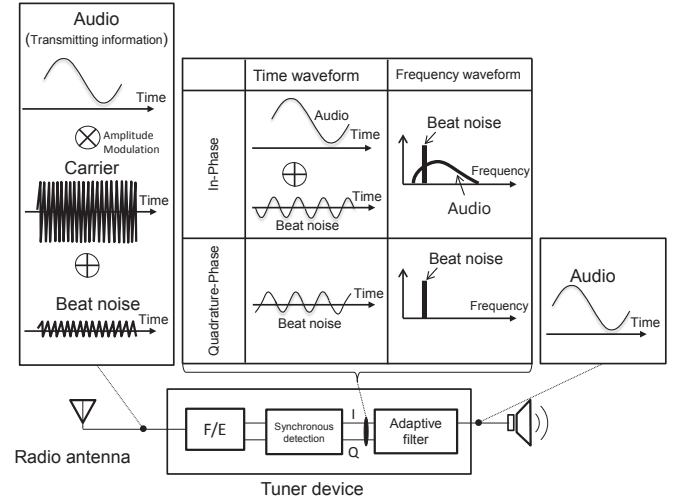 Audio
(Transmitting information)
Time
Amplitude
Modulation
Carrier
Time
Beat noise
Time
Time waveform
Frequency waveform
In-Phase
Audio
Time
Time
Beat noise
Beat noise
Frequency
Audio
Quadrature-Phase
Time
Beat noise
Beat noise
Frequency
Audio
Time
Radio antenna
F/E
Synchronous
detection
I
Q
Adaptive
filter
Tuner device